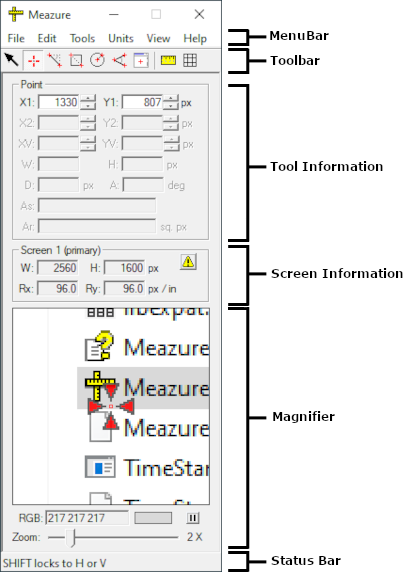 Meazure
File Edit Tools Units View Help
MenuBar
Toolbar
Point
X1: 1330 Y1: 807 px
X2: Y2: px
XV: YV: px
W: H: px
D: px A: deg
As:
Ar: sq. px
Tool Information
Screen 1 (primary)
W: 2560 H: 1600 px
Rx: 96.0 Ry: 96.0 px / in
Screen Information
libexpat.
Meazure
Meazure
Meazure
TimeStar
Magnifier
RGB: 217 217 217
Zoom: 2 X
SHIFT locks to H or V
Status Bar